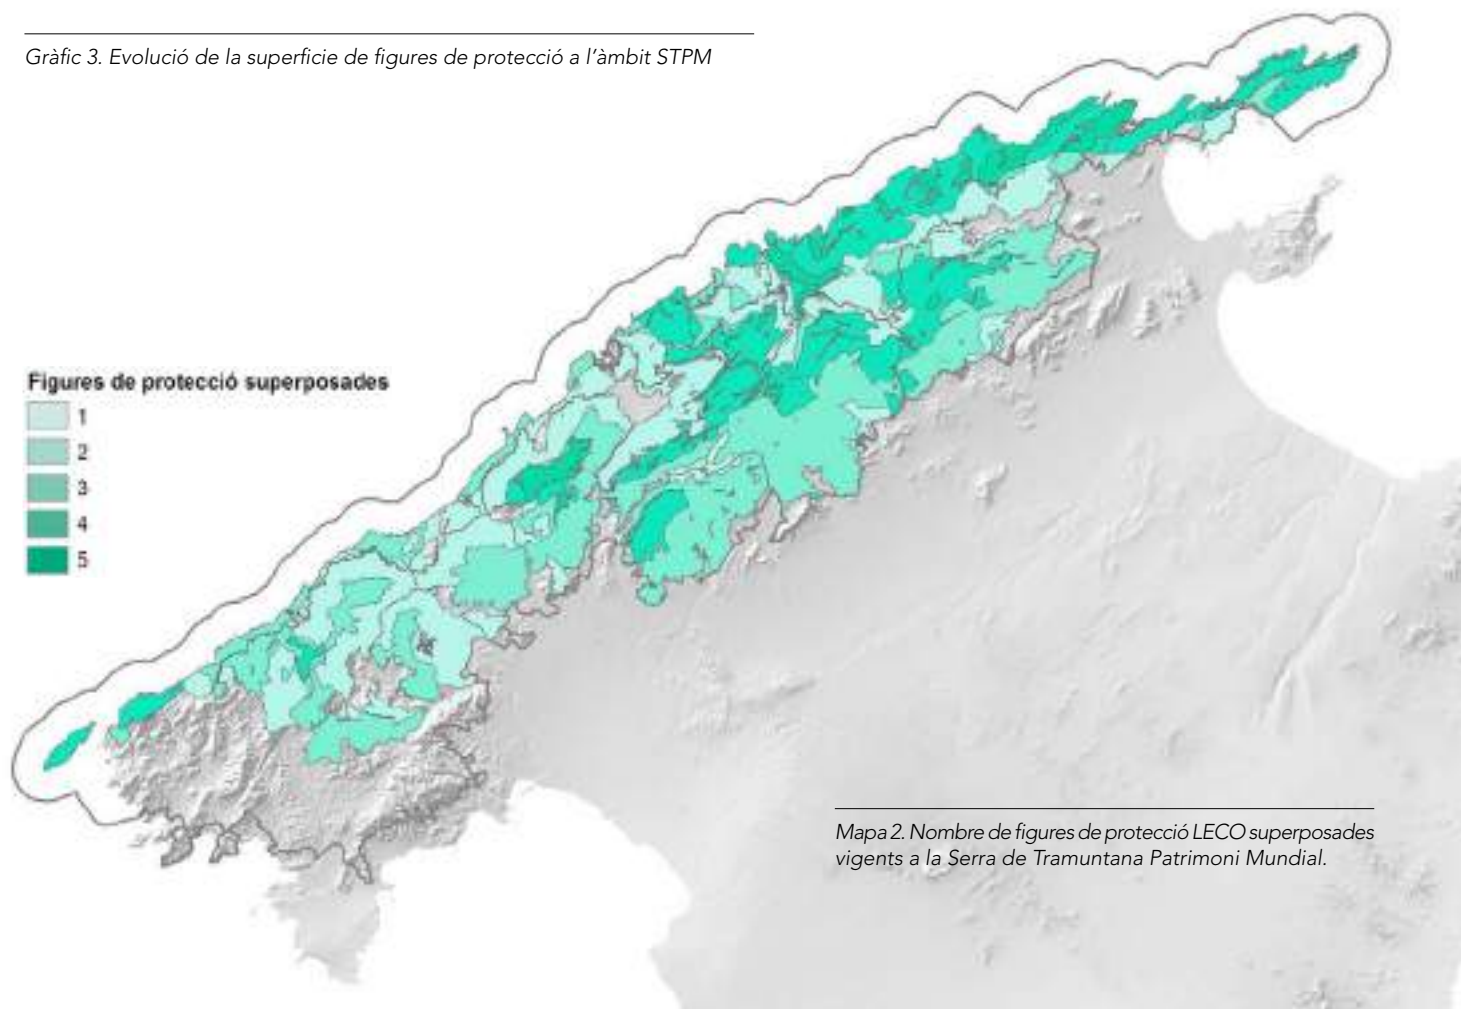 Gràfic 3. Evolució de la superficie de figures de protecció a l’àmbit STPM
Figures de protecció superposades
1
2
3
4
5
Mapa 2. Nombre de figures de protecció LECO superposades
vigents a la Serra de Tramuntana Patrimoni Mundial.